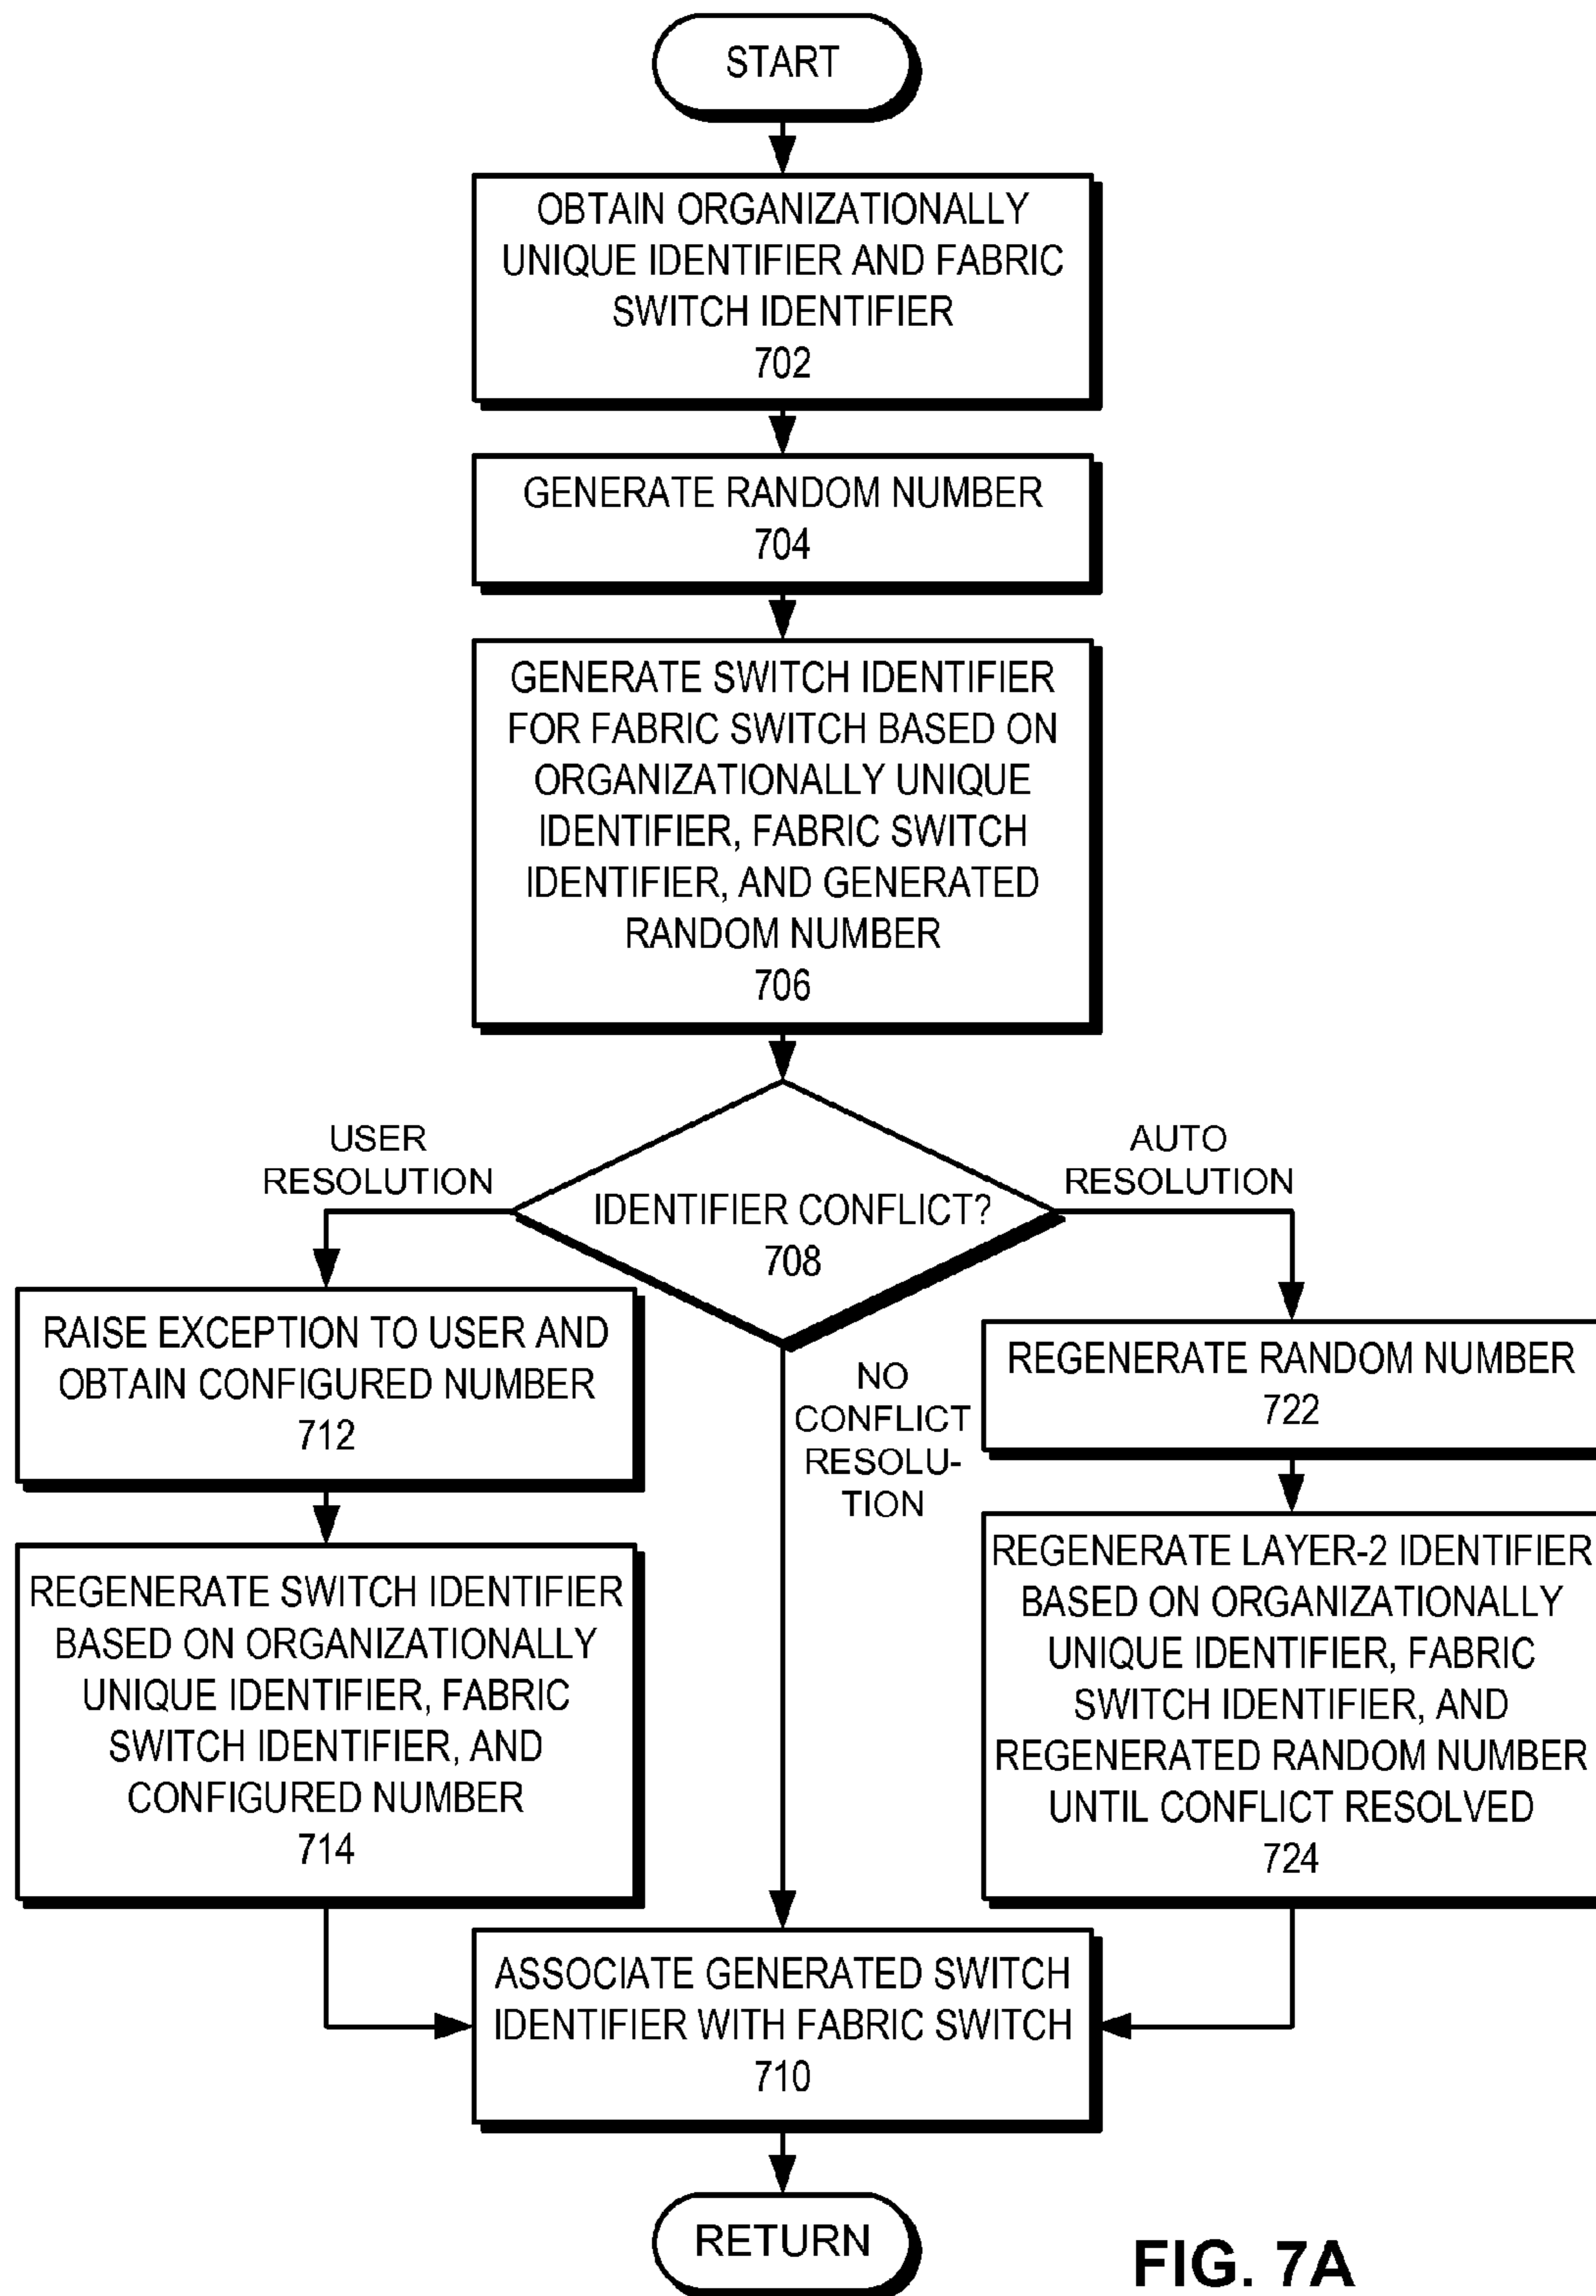 START
OBTAIN ORGANIZATIONALLY
UNIQUE IDENTIFIER AND FABRIC
SWITCH IDENTIFIER
702
GENERATE RANDOM NUMBER
704
GENERATE SWITCH IDENTIFIER
FOR FABRIC SWITCH BASED ON
ORGANIZATIONALLY UNIQUE
IDENTIFIER, FABRIC SWITCH
IDENTIFIER, AND GENERATED
RANDOM NUMBER
706
IDENTIFIER CONFLICT?
708
USER
RESOLUTION
RAISE EXCEPTION TO USER AND
OBTAIN CONFIGURED NUMBER
712
REGENERATE SWITCH IDENTIFIER
BASED ON ORGANIZATIONALLY
UNIQUE IDENTIFIER, FABRIC
SWITCH IDENTIFIER, AND
CONFIGURED NUMBER
714
NO
CONFLICT
RESOLU-
TION
AUTO
RESOLUTION
REGENERATE RANDOM NUMBER
722
REGENERATE LAYER-2 IDENTIFIER
BASED ON ORGANIZATIONALLY
UNIQUE IDENTIFIER, FABRIC
SWITCH IDENTIFIER, AND
REGENERATED RANDOM NUMBER
UNTIL CONFLICT RESOLVED
724
ASSOCIATE GENERATED SWITCH
IDENTIFIER WITH FABRIC SWITCH
710
RETURN
FIG. 7A